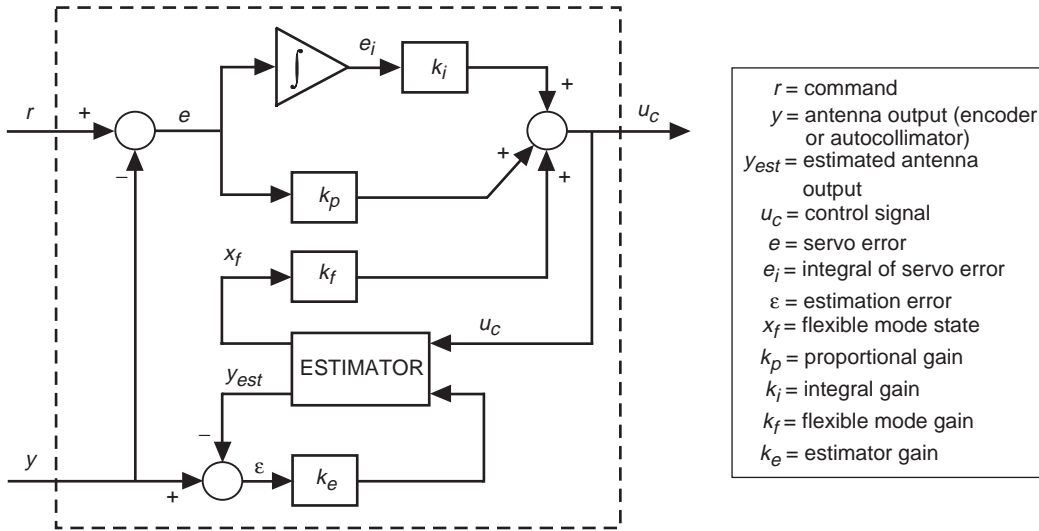 ∫
e_i
k_i
+
r
+
e
u_c
−
+
+
k_p
x_f
k_f
u_c
ESTIMATOR
y_est
−
y
+
ε
k_e
r = command
y = antenna output (encoder
or autocollimator)
y_est = estimated antenna
output
u_c = control signal
e = servo error
e_i = integral of servo error
ε = estimation error
x_f = flexible mode state
k_p = proportional gain
k_i = integral gain
k_f = flexible mode gain
k_e = estimator gain